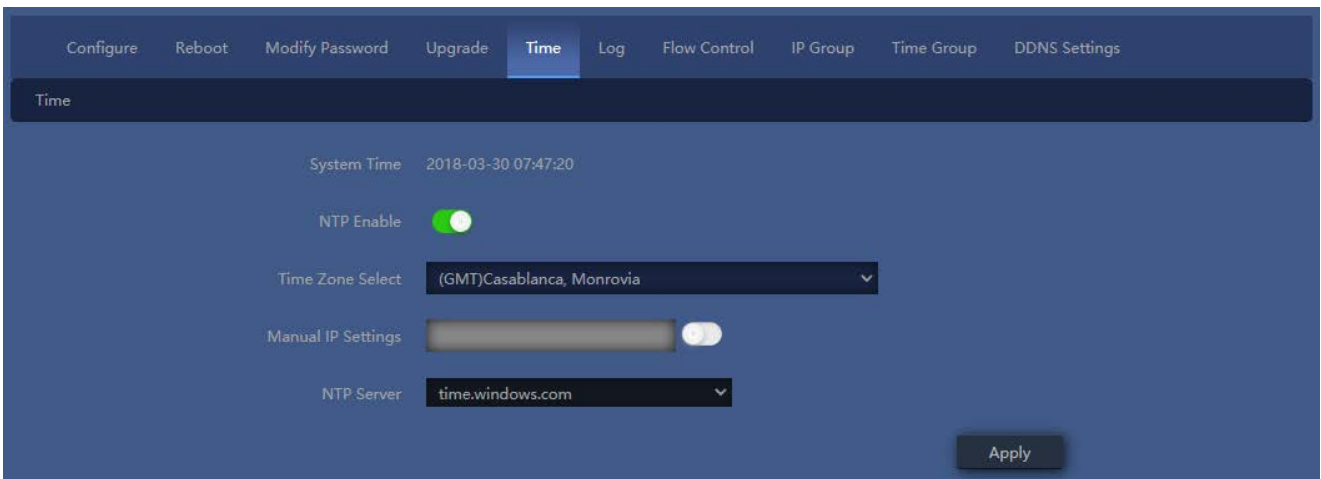 Configure Reboot Modify Password Upgrade Time Log Flow Control IP Group Time Group DDNS Settings
Time
System Time 2018-03-30 07:47:20
NTP Enable
Time Zone Select (GMT)Casablanca, Monrovia
Manual IP Settings
NTP Server time.windows.com
Apply